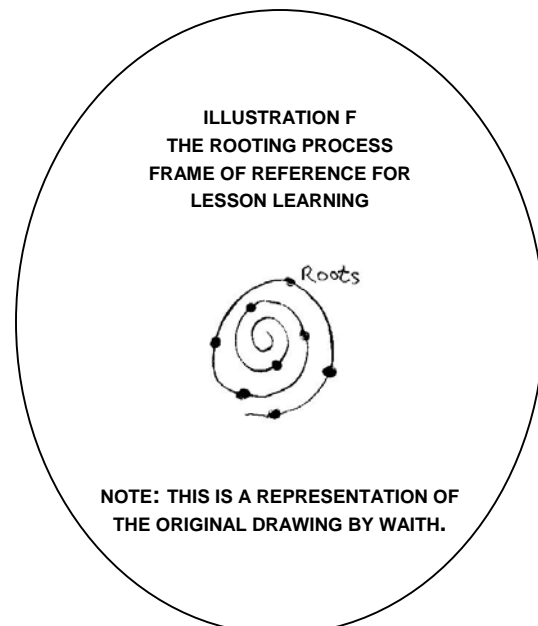 ILLUSTRATION F
THE ROOTING PROCESS
FRAME OF REFERENCE FOR
LESSON LEARNING
Roots
NOTE: THIS IS A REPRESENTATION OF
THE ORIGINAL DRAWING BY WAITH.